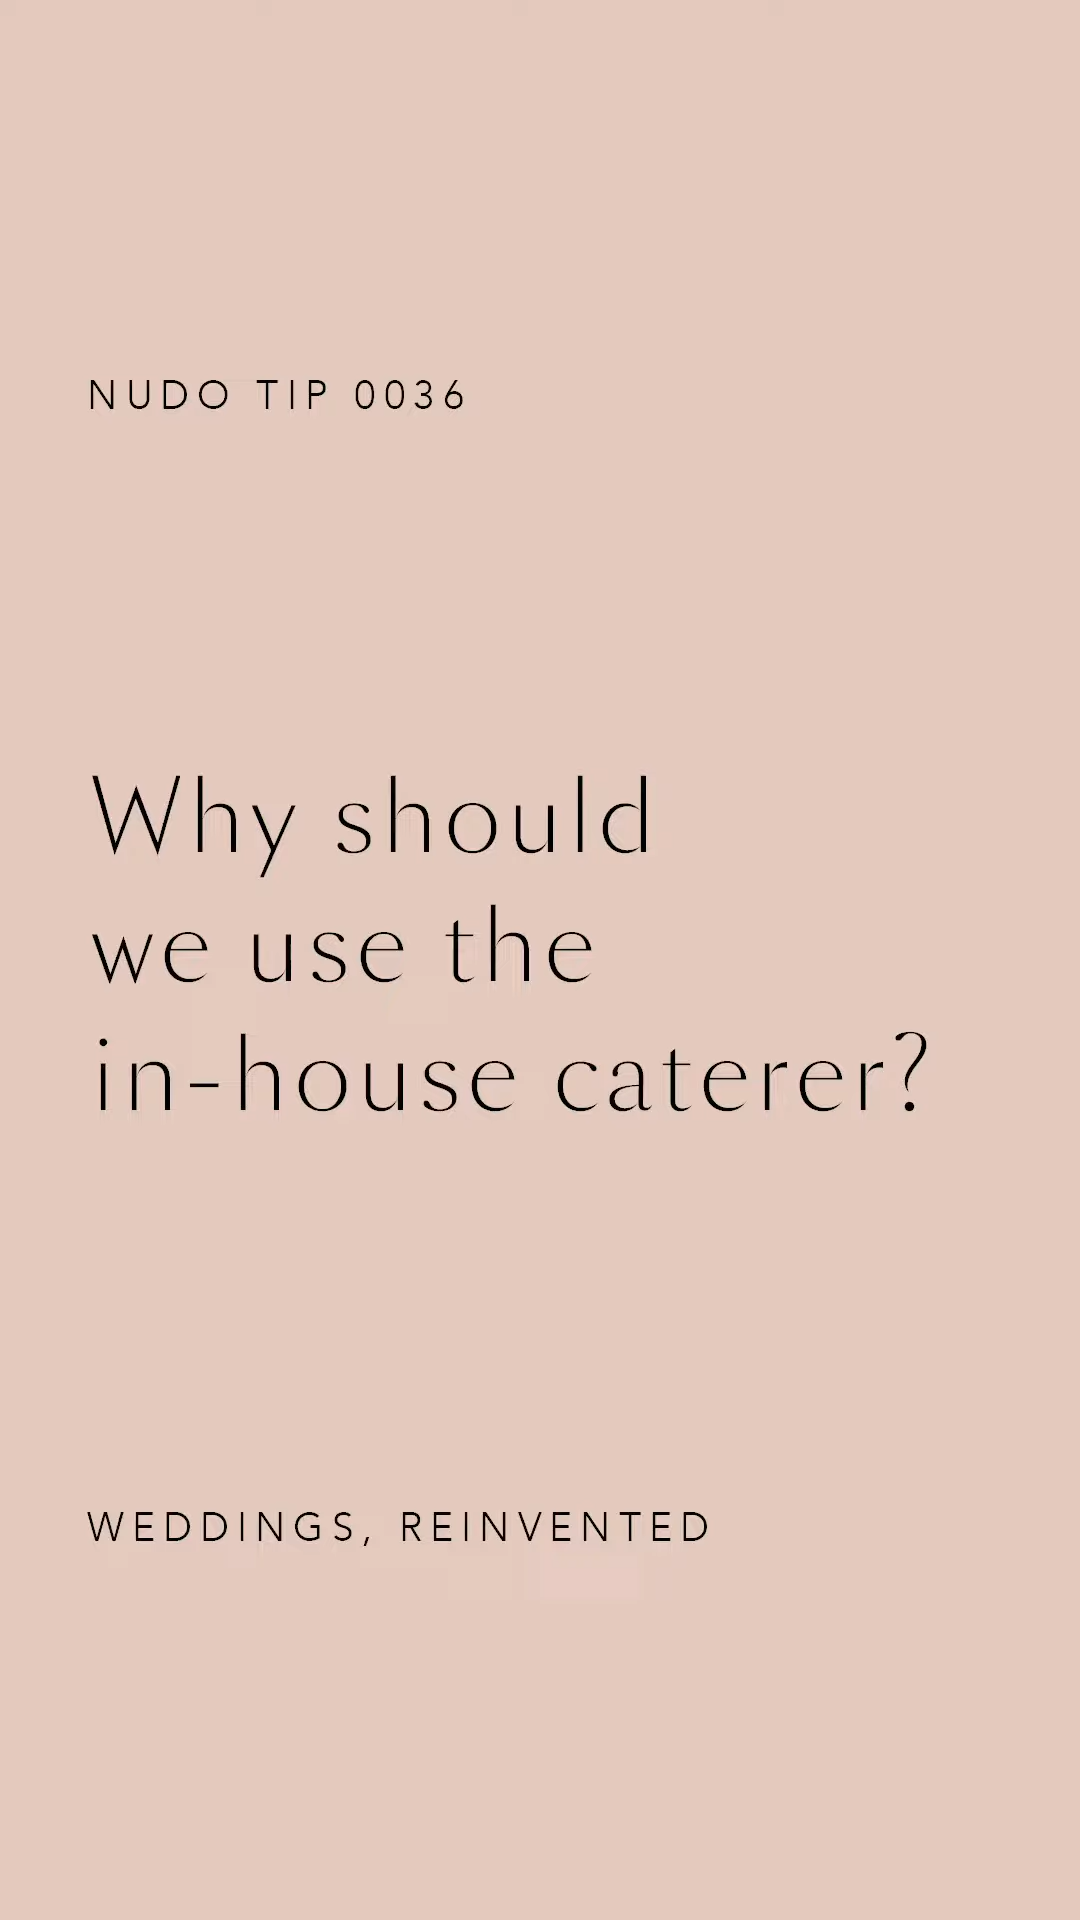 NUDO TIP 0036
Why should
we use the
in-house caterer?
WEDDINGS, REINVENTED